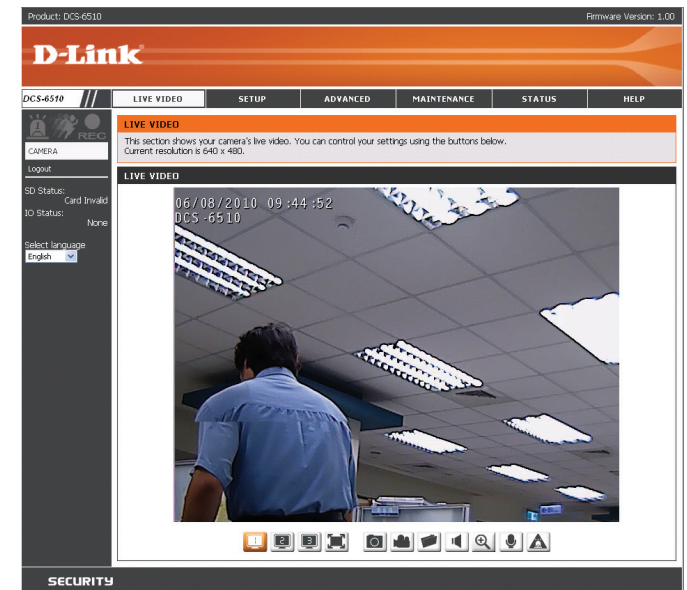 Product: DCS-6510
Firmware Version: 1.00
D-Link
DCS-6510
LIVE VIDEO
SETUP
ADVANCED
MAINTENANCE
STATUS
HELP
REC
CAMERA
Logout
SD Status:
Card Invalid
IO Status:
None
Select language
English
LIVE VIDEO
This section shows your camera's live video. You can control your settings using the buttons below.
Current resolution is 640 x 480.
LIVE VIDEO
06/08/2010 09:44:52
DCS-6510
1
2
3
SECURITY